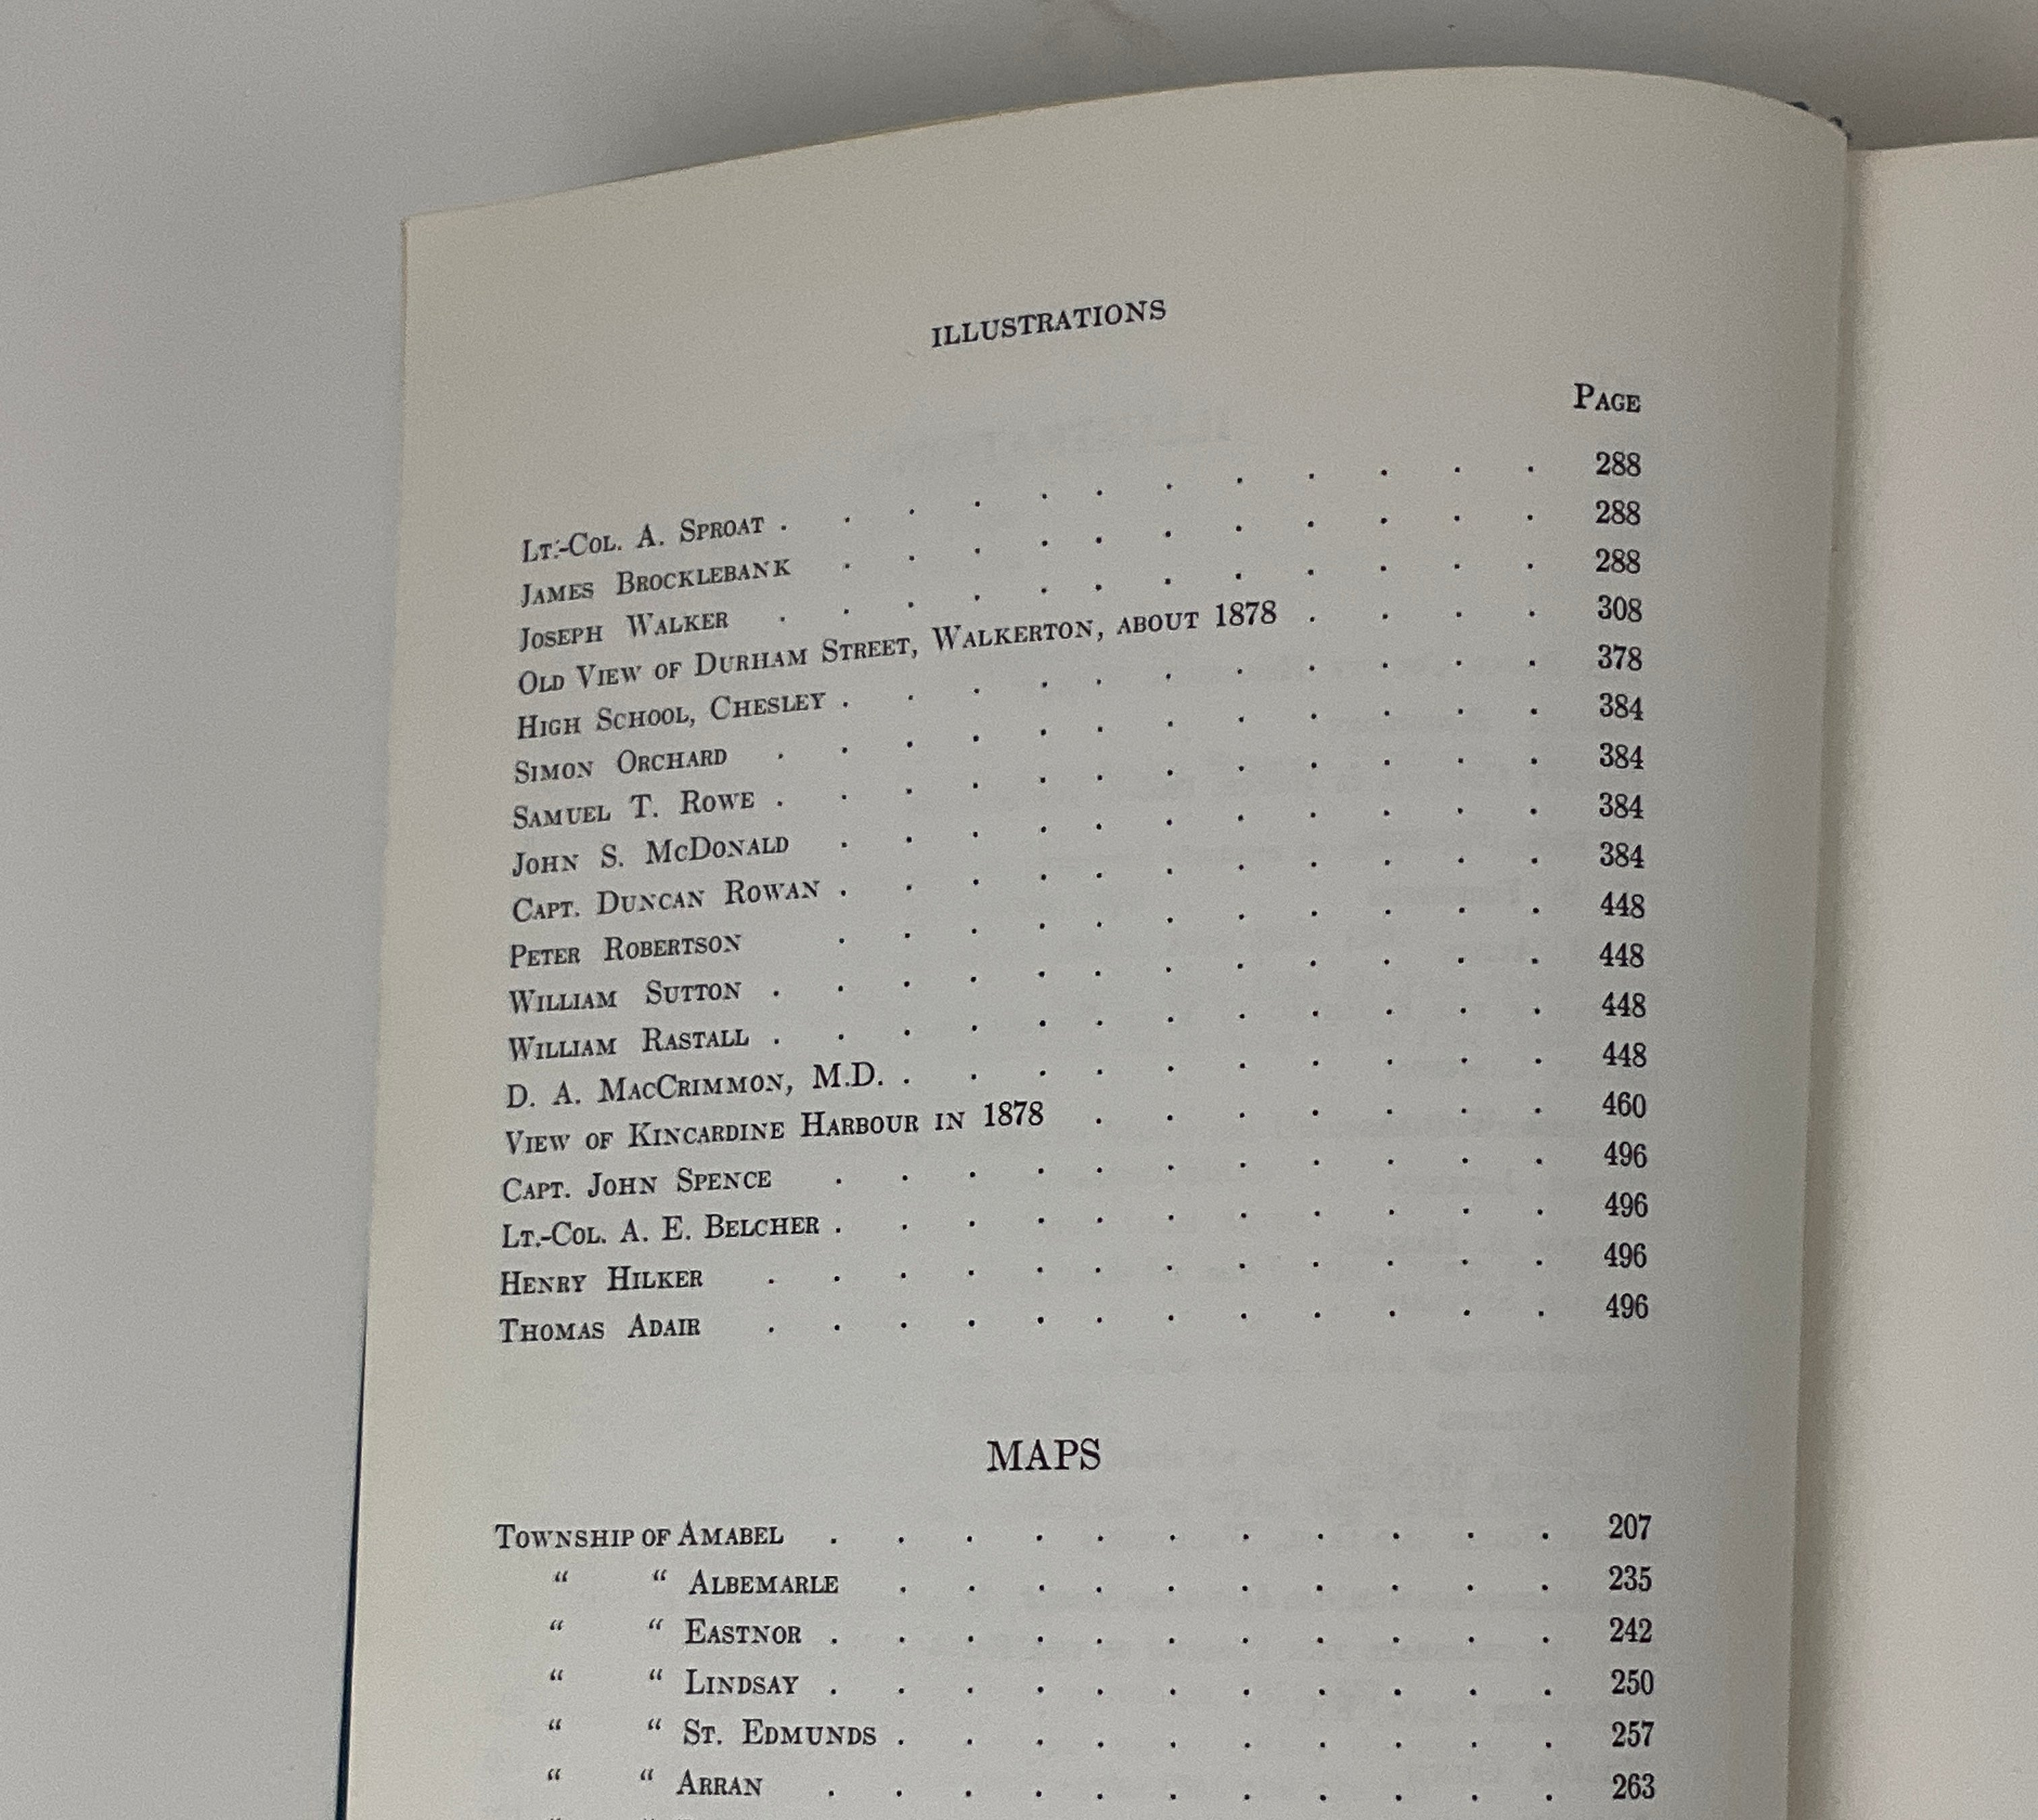 ILLUSTRATIONS
Page
Lt.-Col. A. Sproat . . . . . . . . . . . . 288
James Brocklebank . . . . . . . . . . . 288
Joseph Walker . . . . . . . . . . . . 288
Old View of Durham Street, Walkerton, about 1878 . . . . 308
High School, Chesley . . . . . . . . . . . 378
Simon Orchard . . . . . . . . . . . . 384
Samuel T. Rowe . . . . . . . . . . . . 384
John S. McDonald . . . . . . . . . . . 384
Capt. Duncan Rowan . . . . . . . . . . . 384
Peter Robertson . . . . . . . . . . . 448
William Sutton . . . . . . . . . . . . 448
William Rastall . . . . . . . . . . . . 448
D. A. MacCrimmon, M.D. . . . . . . . . . . 448
View of Kincardine Harbour in 1878 . . . . . . . 460
Capt. John Spence . . . . . . . . . . . 496
Lt.-Col. A. E. Belcher . . . . . . . . . . . 496
Henry Hilker . . . . . . . . . . . . 496
Thomas Adair . . . . . . . . . . . . 496
MAPS
Township of Amabel . . . . . . . . . . . 207
“ “ Albemarle . . . . . . . . . . 235
“ “ Eastnor . . . . . . . . . . . 242
“ “ Lindsay . . . . . . . . . . . 250
“ “ St. Edmunds . . . . . . . . . . 257
“ “ Arran . . . . . . . . . . . 263